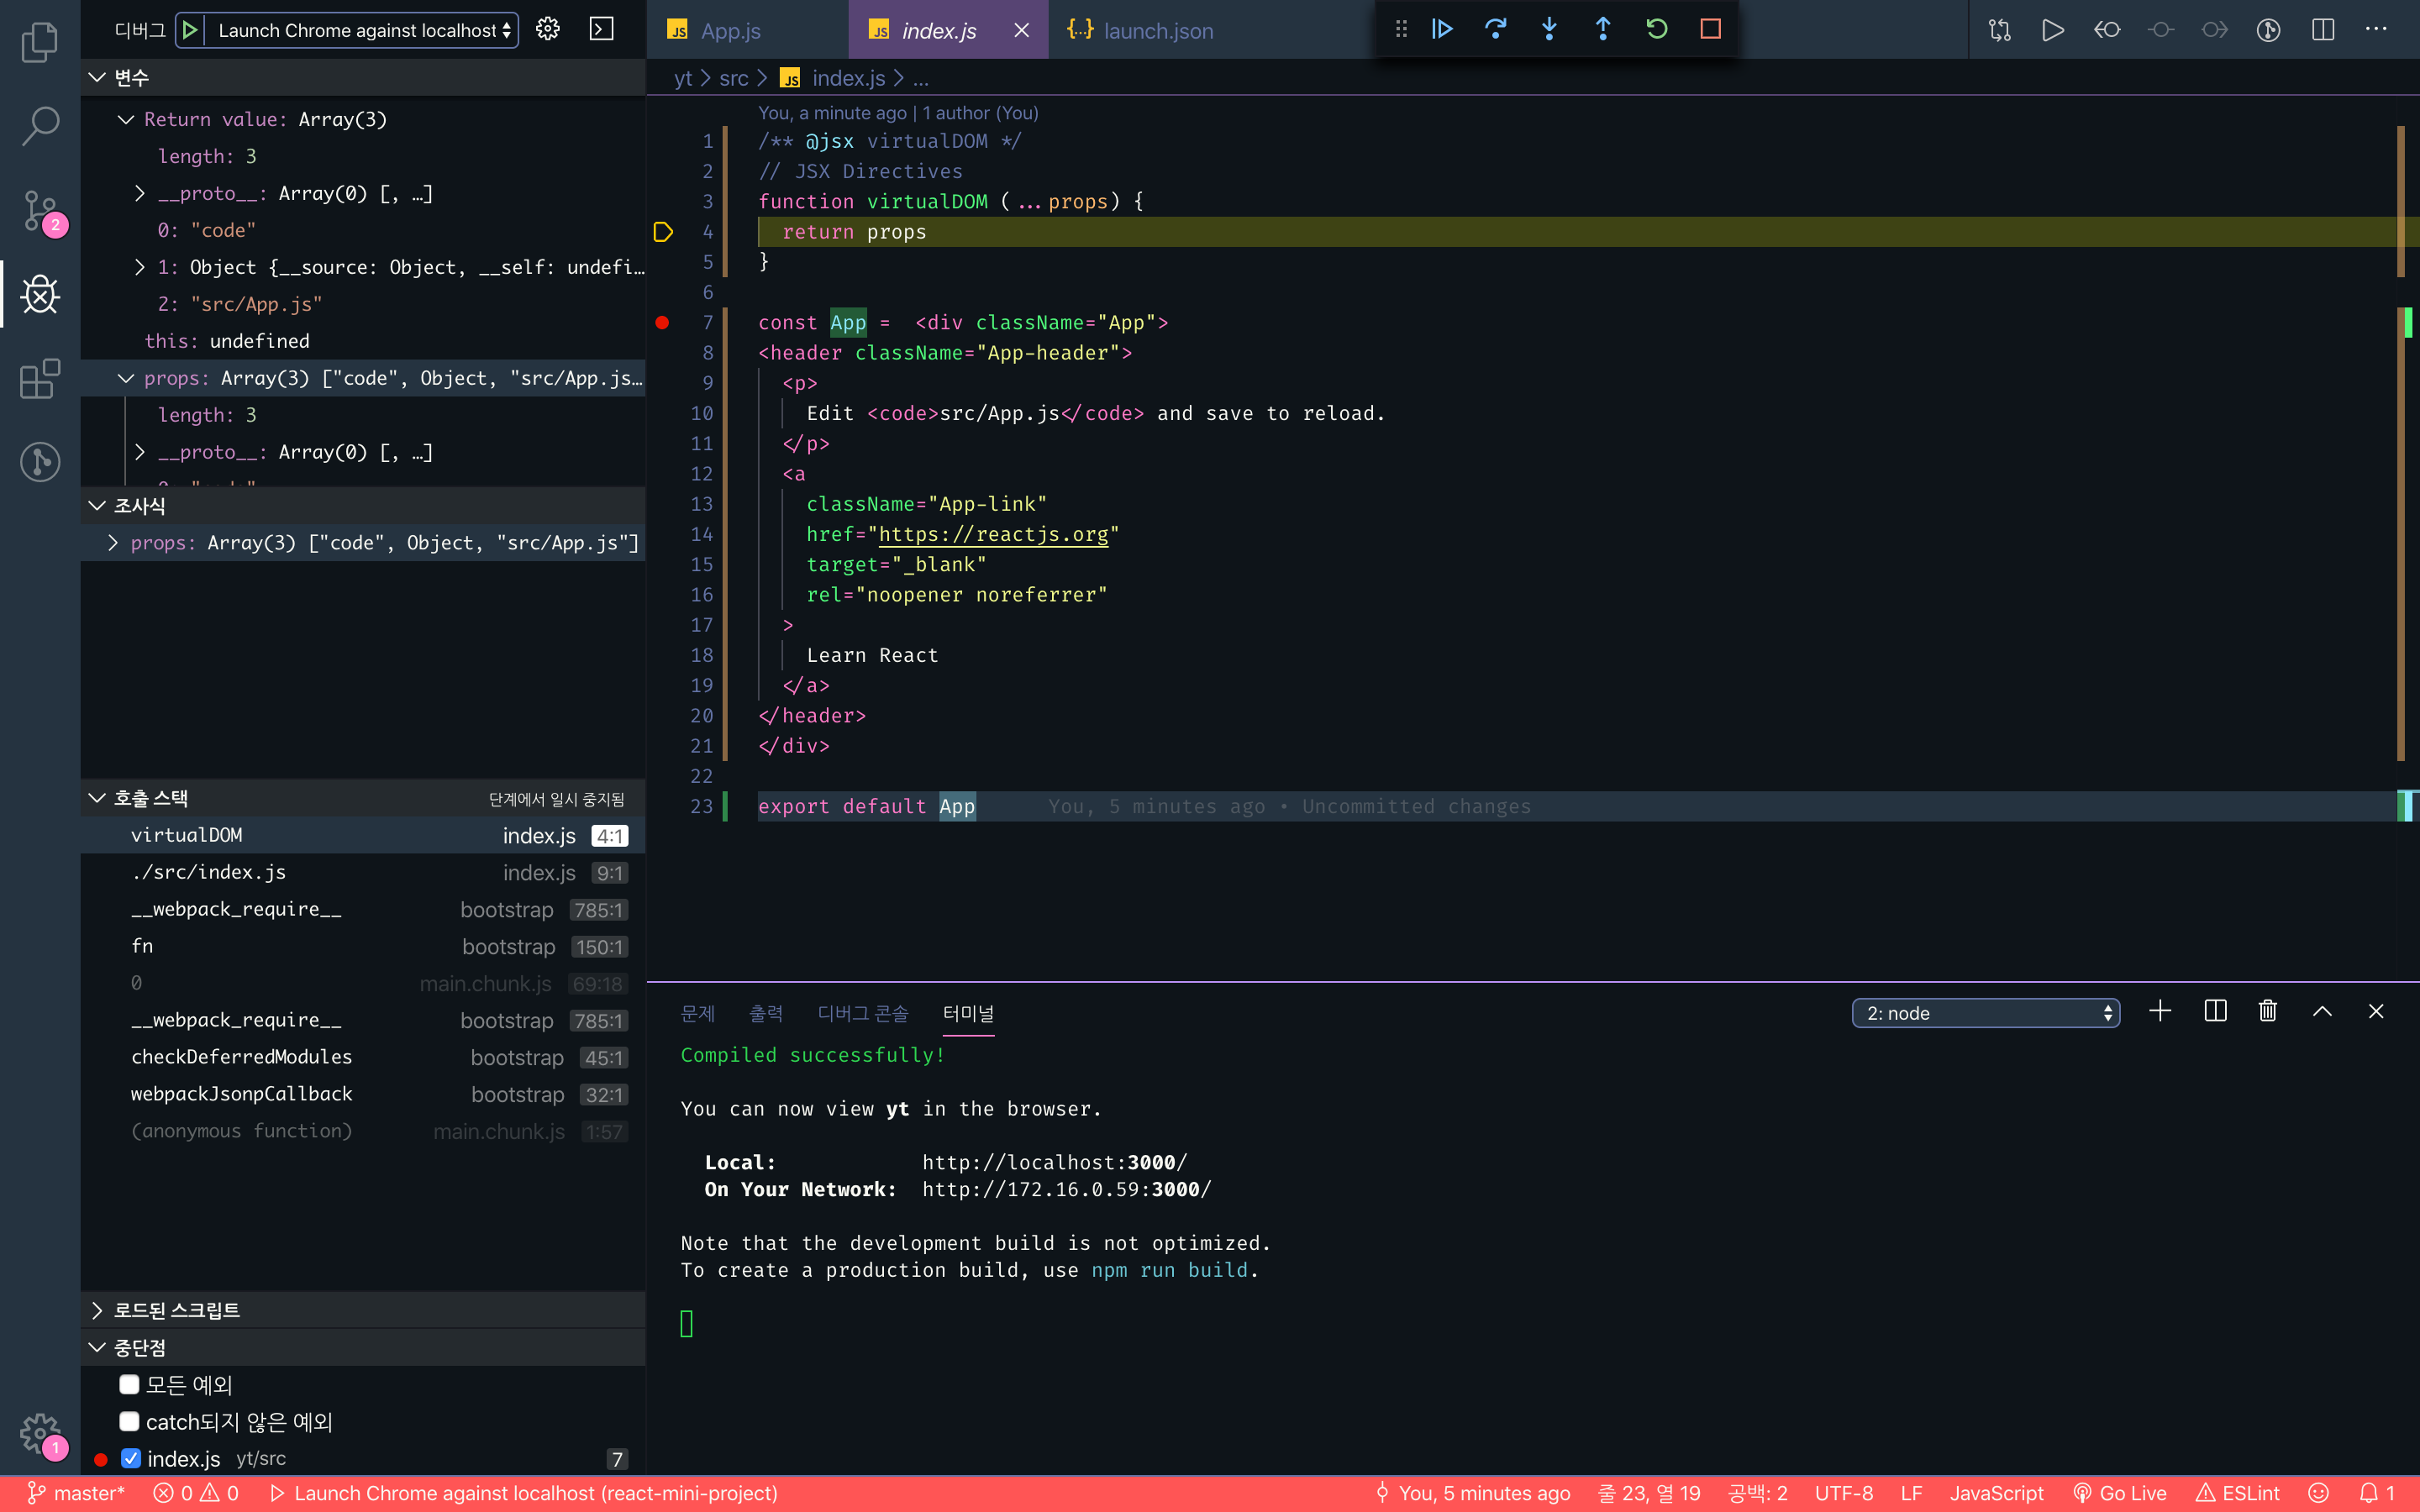 디버그 Launch Chrome against localhost
변수
Return value: Array(3)
length: 3
__proto__: Array(0) [, …]
0: "code"
1: Object {__source: Object, __self: undefi…
2: "src/App.js"
this: undefined
props: Array(3) ["code", Object, "src/App.js…
length: 3
__proto__: Array(0) [, …]
조사식
props: Array(3) ["code", Object, "src/App.js"]
호출 스택 단계에서 일시 중지됨
virtualDOM index.js 4:1
./src/index.js index.js 9:1
__webpack_require__ bootstrap 785:1
fn bootstrap 150:1
0 main.chunk.js 69:18
__webpack_require__ bootstrap 785:1
checkDeferredModules bootstrap 45:1
webpackJsonpCallback bootstrap 32:1
(anonymous function) main.chunk.js 1:57
로드된 스크립트
중단점
모든 예외
catch되지 않은 예외
index.js yt/src 7
2
1
JS App.js JS index.js {..} launch.json
yt > src > JS index.js > ...
You, a minute ago | 1 author (You)
1 /** @jsx virtualDOM */
2 // JSX Directives
3 function virtualDOM (...props) {
4 return props
5 }
6
7 const App =  <div className="App">
8 <header className="App-header">
9 <p>
10 Edit <code>src/App.js</code> and save to reload.
11 </p>
12 <a
13 className="App-link"
14 href="https://reactjs.org"
15 target="_blank"
16 rel="noopener noreferrer"
17 >
18 Learn React
19 </a>
20 </header>
21 </div>
22
23 export default App You, 5 minutes ago • Uncommitted changes
문제 출력 디버그 콘솔 터미널 2: node
Compiled successfully!
You can now view yt in the browser.
Local: http://localhost:3000/
On Your Network: http://172.16.0.59:3000/
Note that the development build is not optimized.
To create a production build, use npm run build.
master* 0 0 Launch Chrome against localhost (react-mini-project) You, 5 minutes ago 줄 23, 열 19 공백: 2 UTF-8 LF JavaScript Go Live ESLint 1